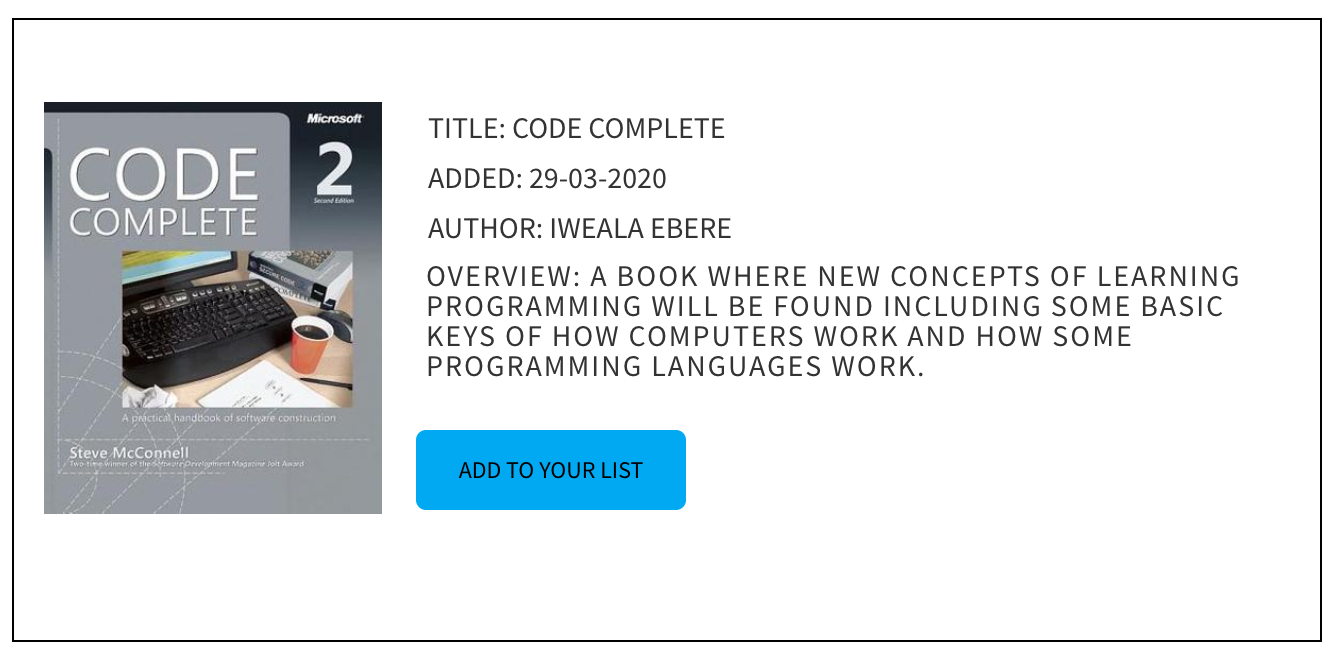 Microsoft
CODE
COMPLETE
2
Second Edition
A practical handbook of software construction
Steve McConnell
Two-time winner of the Software Development Magazine Jolt Award
TITLE: CODE COMPLETE
ADDED: 29-03-2020
AUTHOR: IWEALA EBERE
OVERVIEW: A BOOK WHERE NEW CONCEPTS OF LEARNING
PROGRAMMING WILL BE FOUND INCLUDING SOME BASIC
KEYS OF HOW COMPUTERS WORK AND HOW SOME
PROGRAMMING LANGUAGES WORK.
ADD TO YOUR LIST